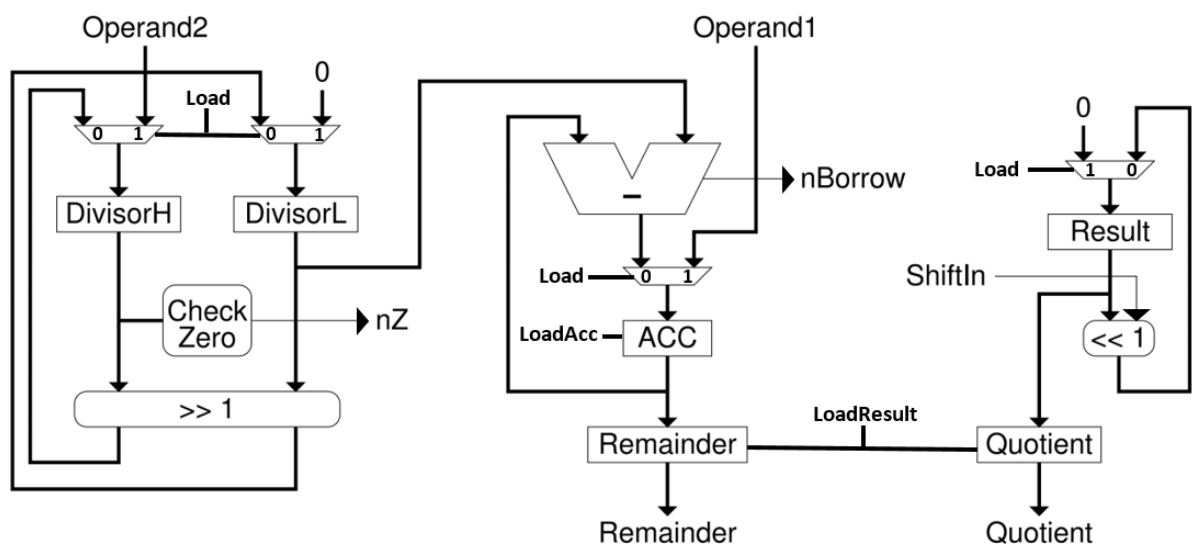 Operand2
Operand1
0
0
Load
0 1
0 1
Load
1 0
DivisorH
DivisorL
nBorrow
−
Result
ShiftIn
Load
0 1
Check
Zero
nZ
LoadAcc
ACC
<< 1
>> 1
LoadResult
Remainder
Quotient
Remainder
Quotient